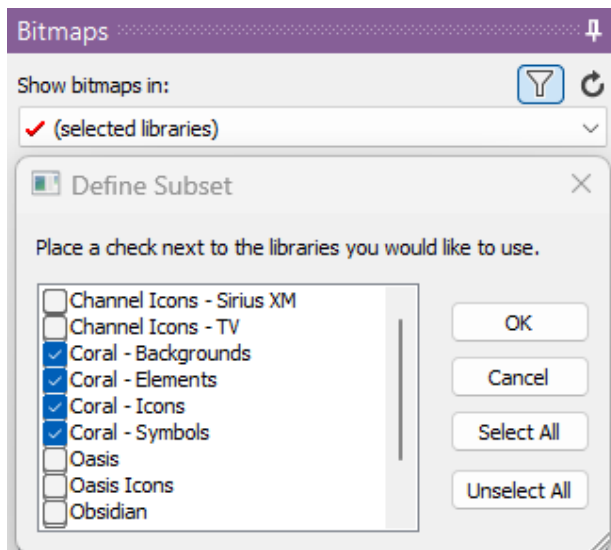 Bitmaps
Show bitmaps in:
(selected libraries)
Define Subset
Place a check next to the libraries you would like to use.
Channel Icons - Sirius XM
Channel Icons - TV
Coral - Backgrounds
Coral - Elements
Coral - Icons
Coral - Symbols
Oasis
Oasis Icons
Obsidian
OK
Cancel
Select All
Unselect All